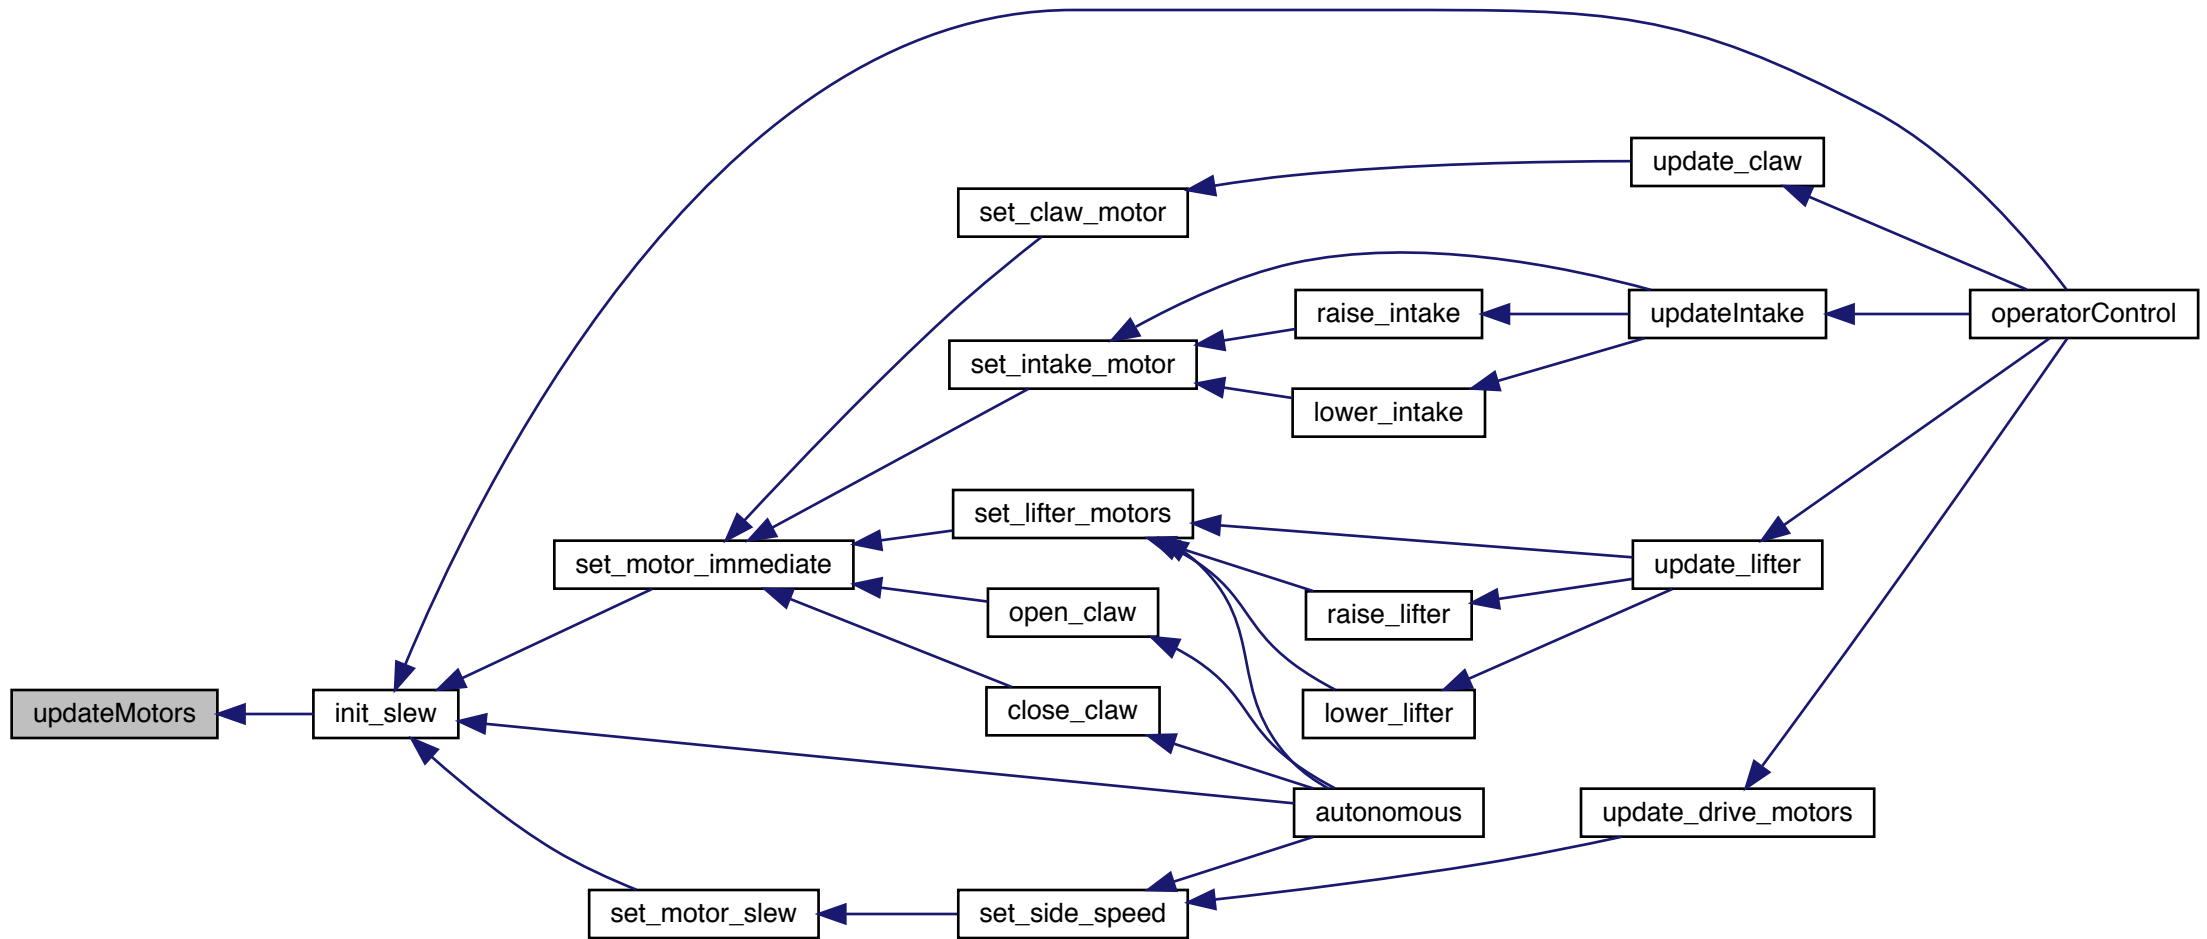 update_claw
set_claw_motor
raise_intake
updateIntake
operatorControl
set_intake_motor
lower_intake
set_lifter_motors
set_motor_immediate
update_lifter
open_claw
raise_lifter
close_claw
updateMotors
init_slew
lower_lifter
autonomous
update_drive_motors
set_motor_slew
set_side_speed